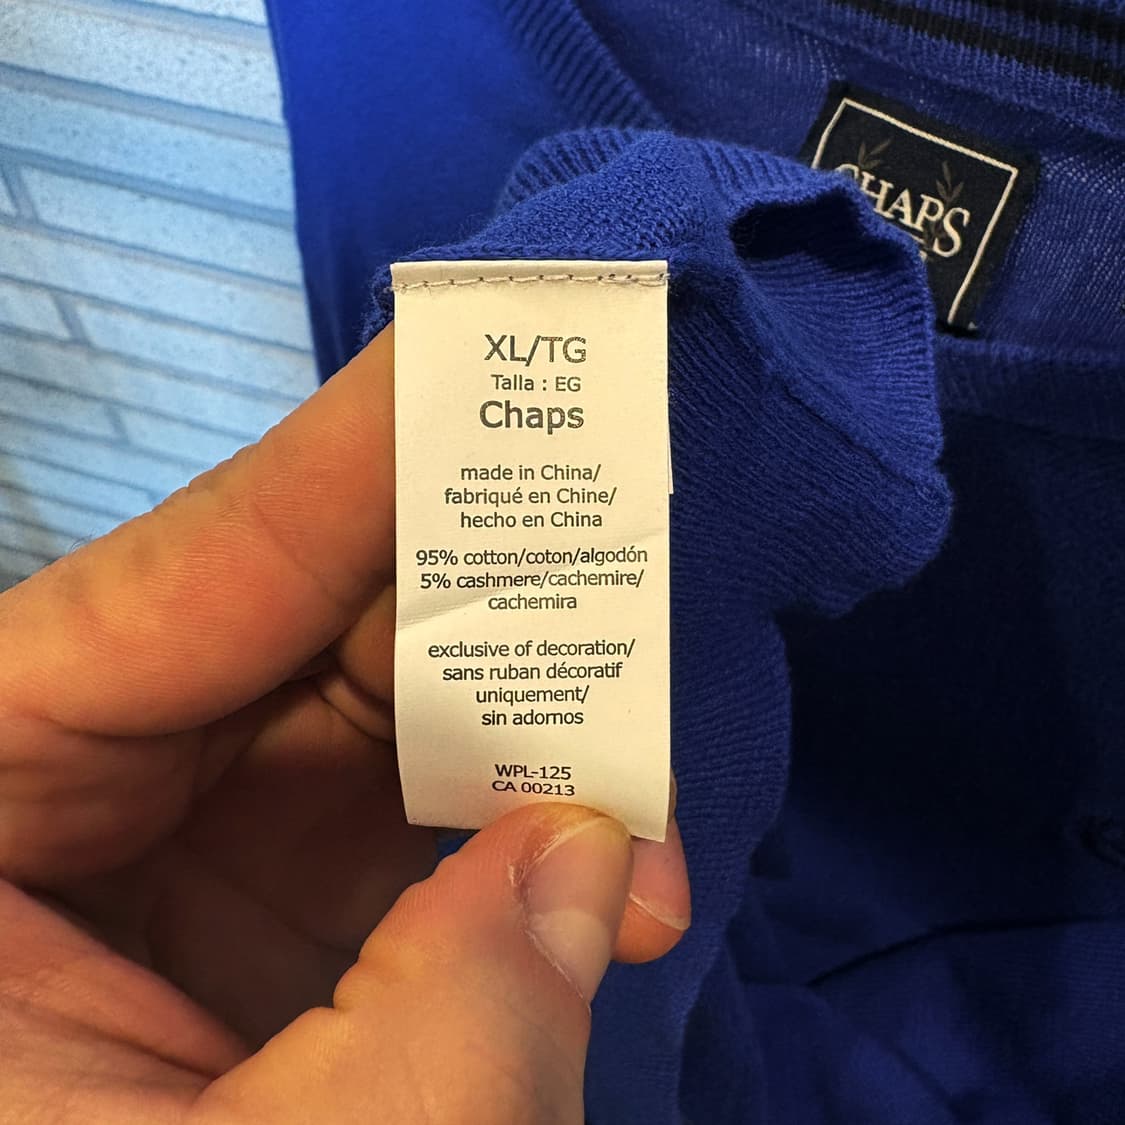 CHAPS
XL/TG
Talla : EG
Chaps
made in China/
fabriqué en Chine/
hecho en China
95% cotton/coton/algodón
5% cashmere/cachemire/
cachemira
exclusive of decoration/
sans ruban décoratif
uniquement/
sin adornos
WPL-125
CA 00213